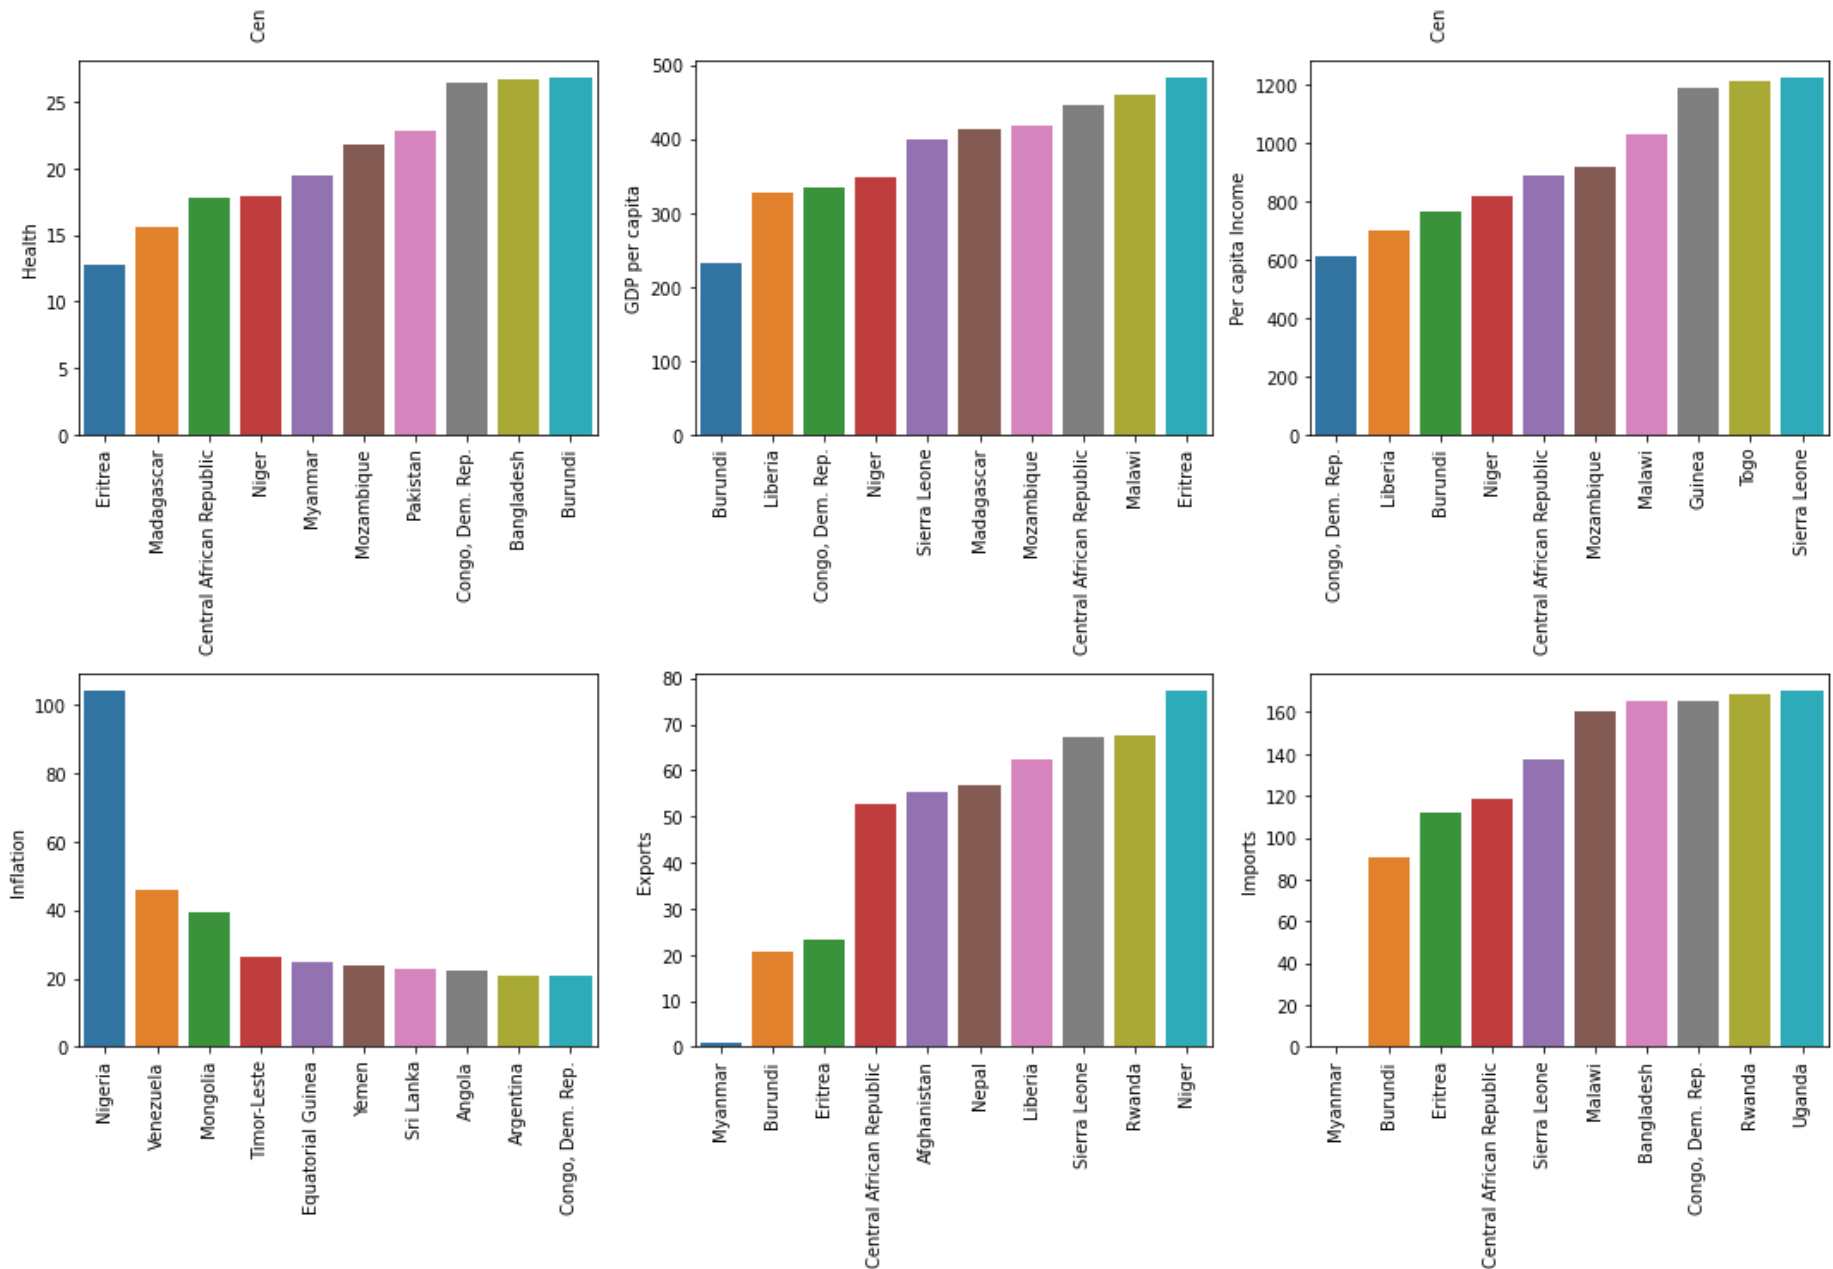 Cen
Cen
Health
25
20
15
10
5
0
Eritrea
Madagascar
Central African Republic
Niger
Myanmar
Mozambique
Pakistan
Congo, Dem. Rep.
Bangladesh
Burundi
GDP per capita
500
400
300
200
100
0
Burundi
Liberia
Congo, Dem. Rep.
Niger
Sierra Leone
Madagascar
Mozambique
Central African Republic
Malawi
Eritrea
Per capita Income
1200
1000
800
600
400
200
0
Congo, Dem. Rep.
Liberia
Burundi
Niger
Central African Republic
Mozambique
Malawi
Guinea
Togo
Sierra Leone
Inflation
100
80
60
40
20
0
Nigeria
Venezuela
Mongolia
Timor-Leste
Equatorial Guinea
Yemen
Sri Lanka
Angola
Argentina
Congo, Dem. Rep.
Exports
80
70
60
50
40
30
20
10
0
Myanmar
Burundi
Eritrea
Central African Republic
Afghanistan
Nepal
Liberia
Sierra Leone
Rwanda
Niger
Imports
160
140
120
100
80
60
40
20
0
Myanmar
Burundi
Eritrea
Central African Republic
Sierra Leone
Malawi
Bangladesh
Congo, Dem. Rep.
Rwanda
Uganda